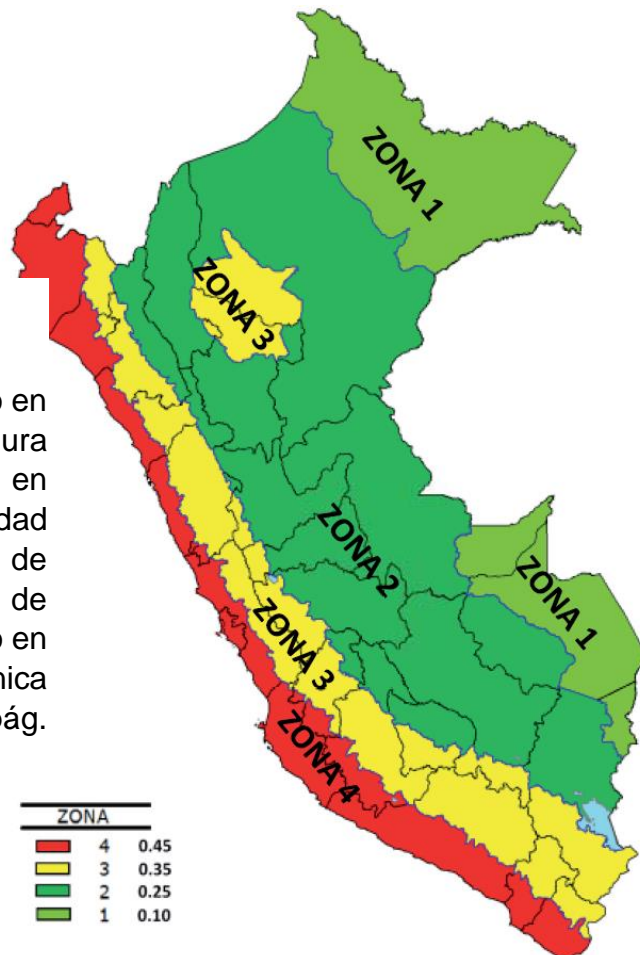 ZONA 1
ZONA 3
o en
ura
en
dad
de
de
o en
nica
pág.
ZONA 2
ZONA 1
ZONA 3
ZONA 4
ZONA
4 0.45
3 0.35
2 0.25
1 0.10